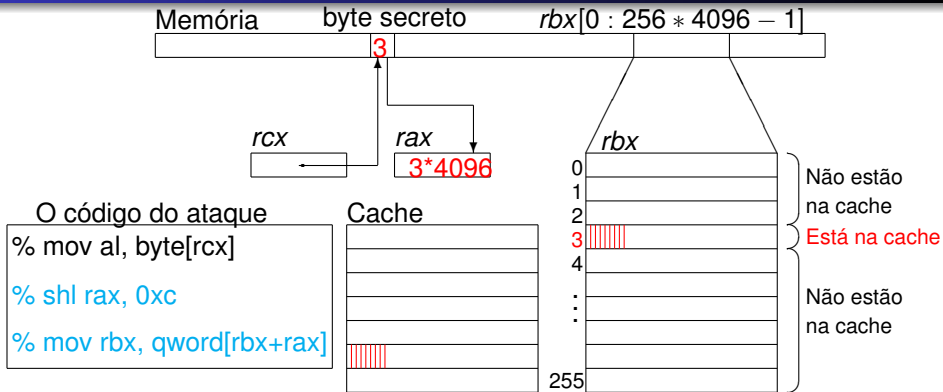 Memória byte secreto rbx[0 : 256 ∗ 4096 − 1]
3
rcx rax rbx
3*4096
0
1
2
3
4
⋮
255
Não estão
na cache
Está na cache
Não estão
na cache
O código do ataque
% mov al, byte[rcx]
% shl rax, 0xc
% mov rbx, qword[rbx+rax]
Cache